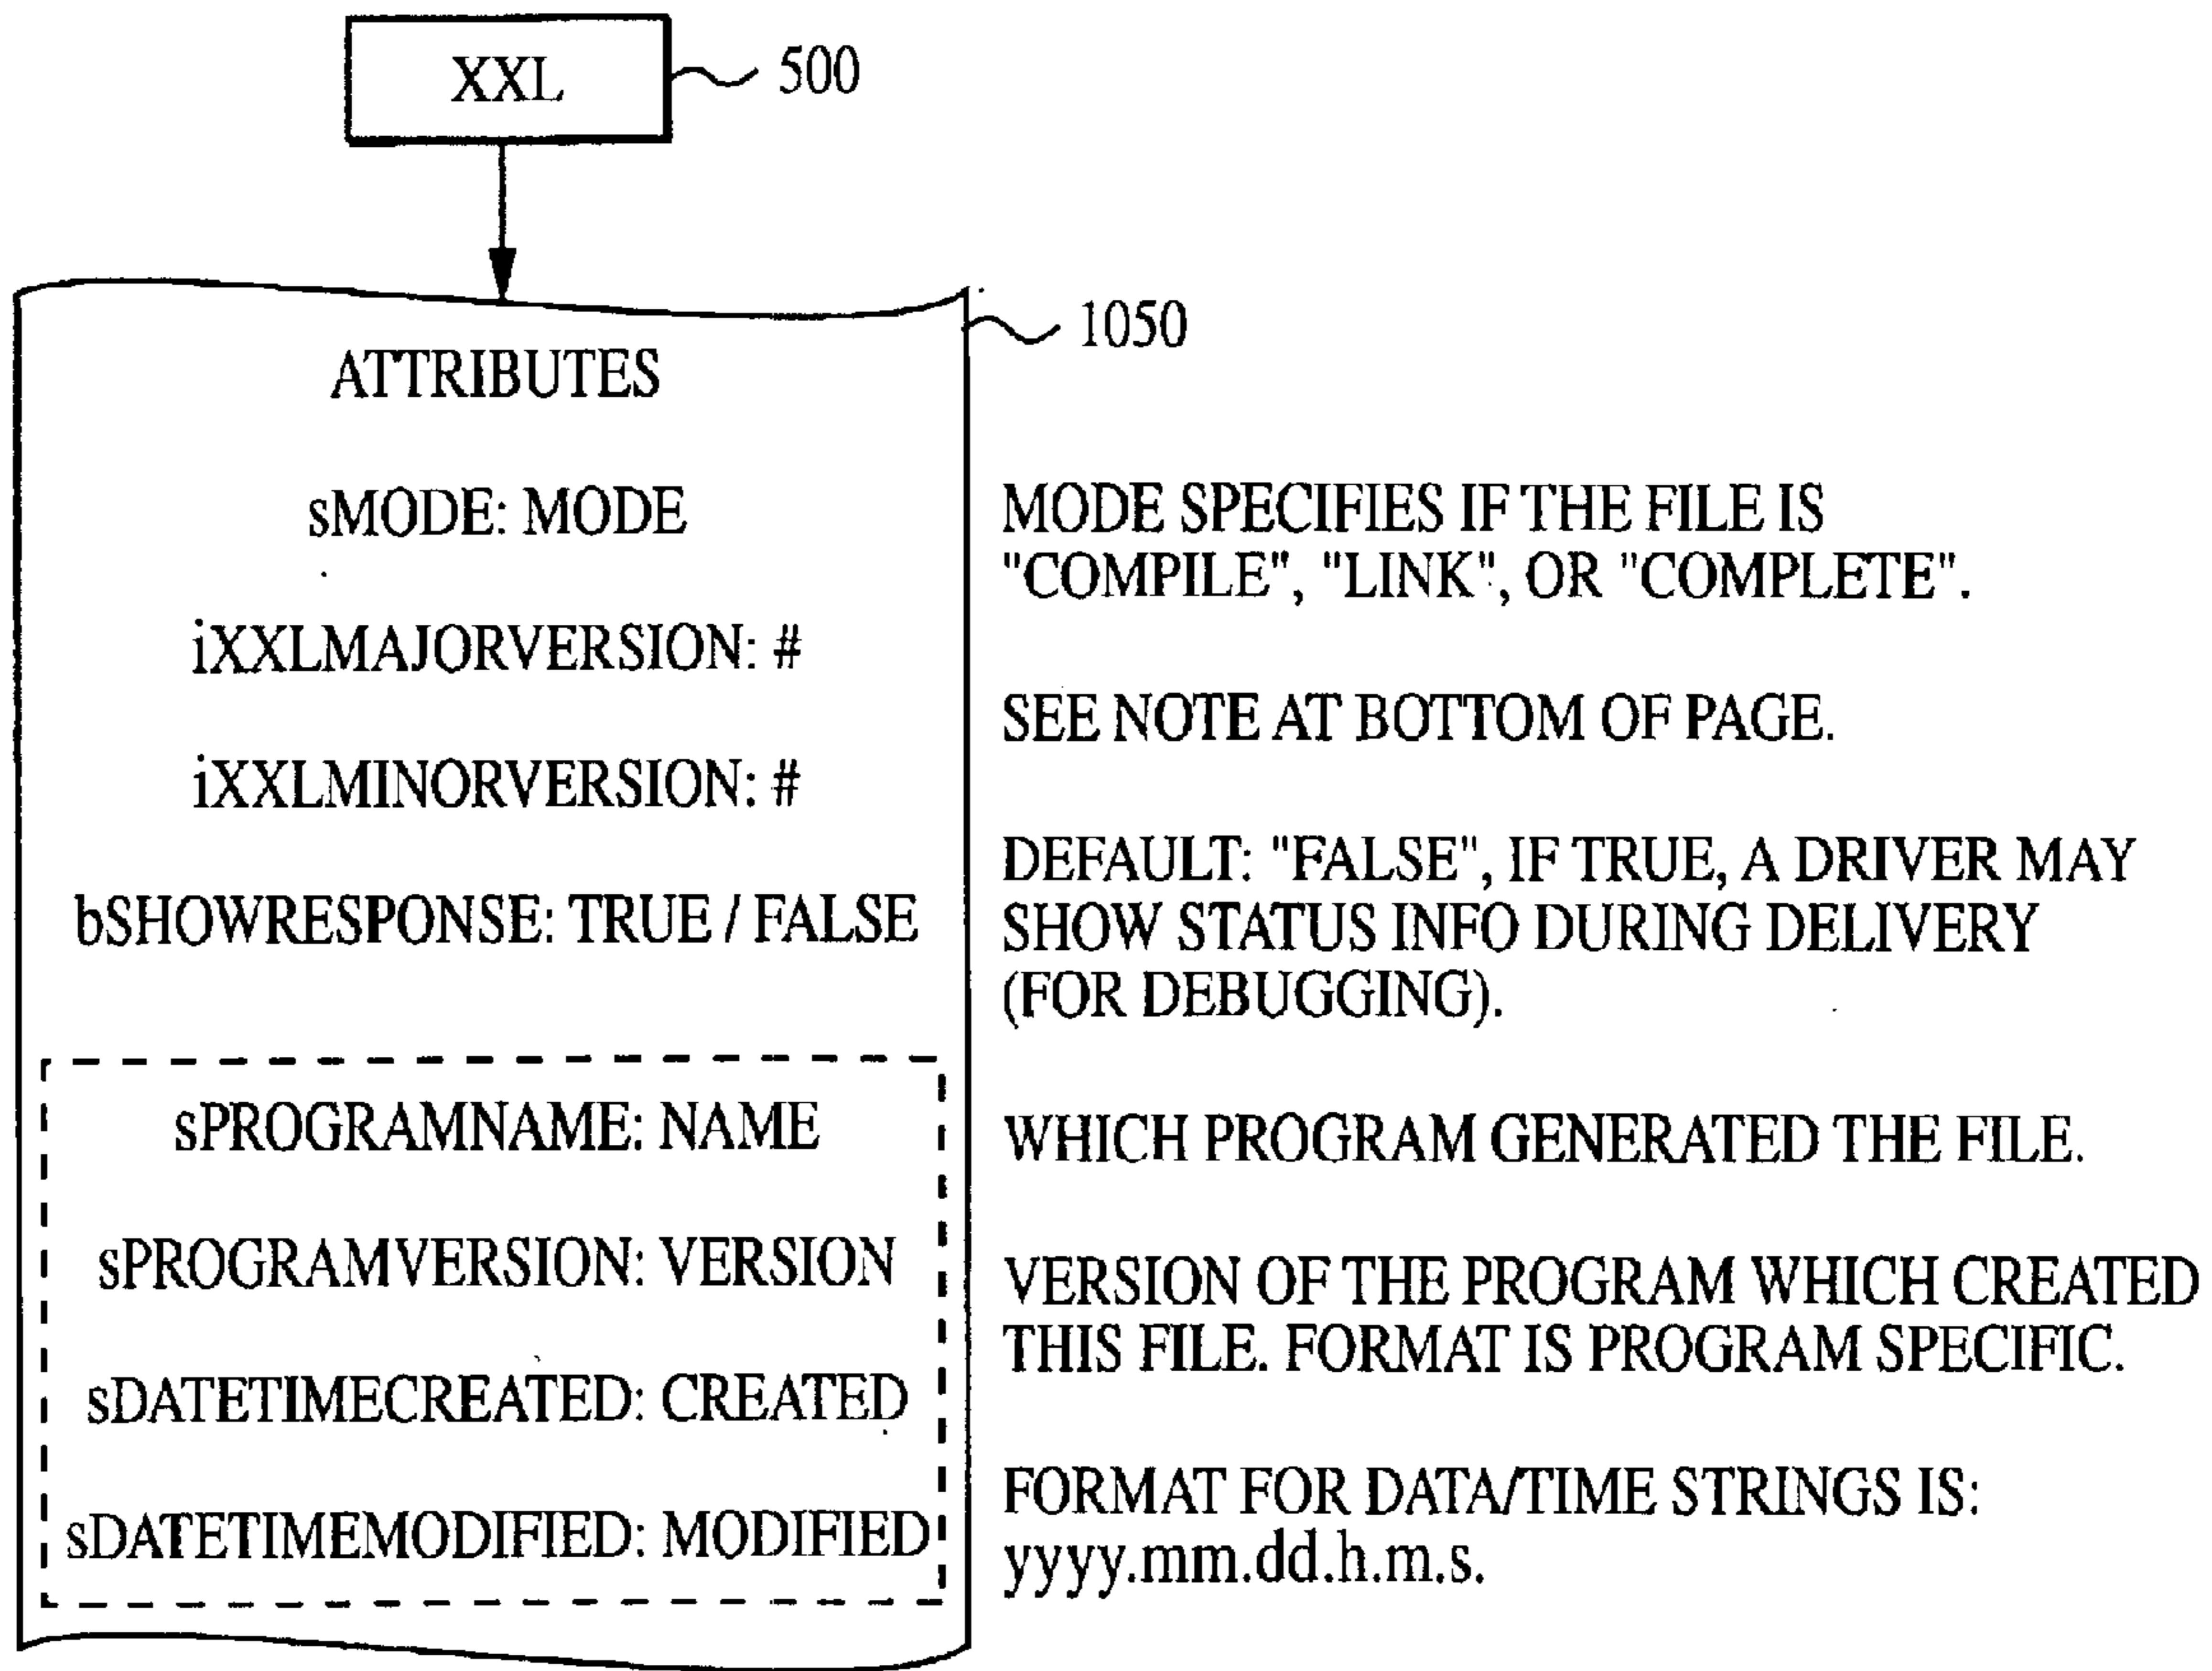 XXL
500
1050
ATTRIBUTES
sMODE: MODE
MODE SPECIFIES IF THE FILE IS
"COMPILE", "LINK", OR "COMPLETE".
iXXLMAJORVERSION: #
SEE NOTE AT BOTTOM OF PAGE.
iXXLMINORVERSION: #
bSHOWRESPONSE: TRUE / FALSE
DEFAULT: "FALSE", IF TRUE, A DRIVER MAY
SHOW STATUS INFO DURING DELIVERY
(FOR DEBUGGING).
sPROGRAMNAME: NAME
WHICH PROGRAM GENERATED THE FILE.
sPROGRAMVERSION: VERSION
VERSION OF THE PROGRAM WHICH CREATED
THIS FILE. FORMAT IS PROGRAM SPECIFIC.
sDATETIMECREATED: CREATED
sDATETIMEMODIFIED: MODIFIED
FORMAT FOR DATA/TIME STRINGS IS:
yyyy.mm.dd.h.m.s.